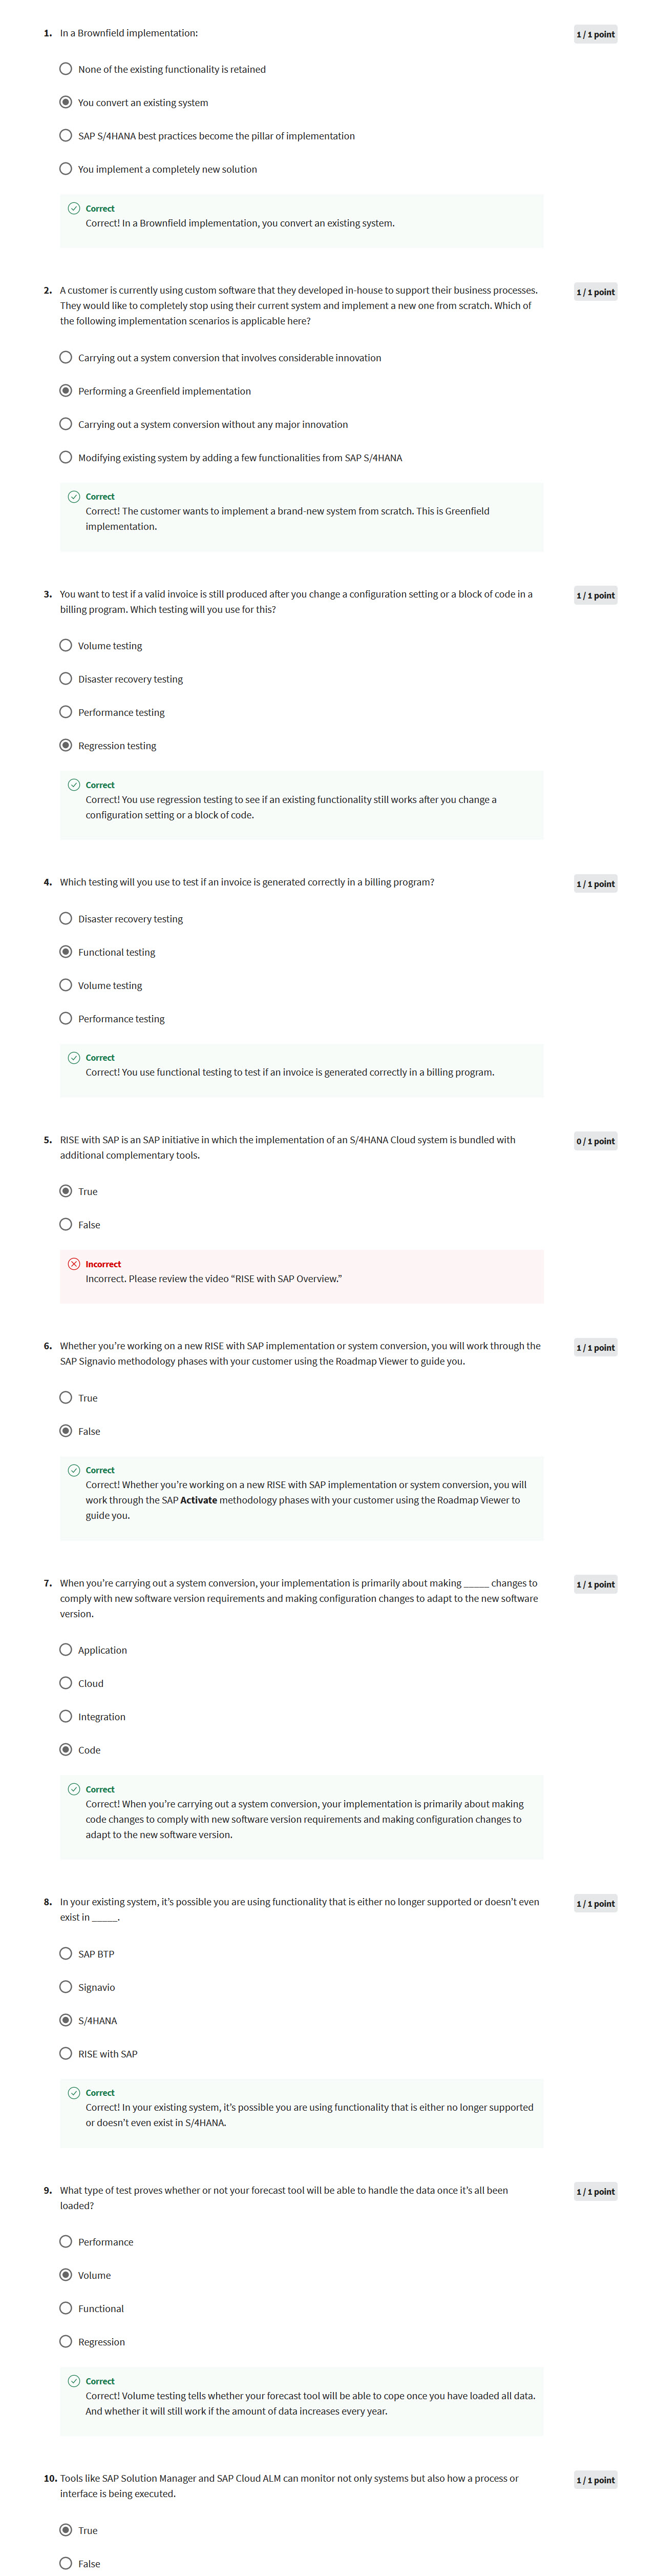 1. In a Brownfield implementation:
1 / 1 point
None of the existing functionality is retained
You convert an existing system
SAP S/4HANA best practices become the pillar of implementation
You implement a completely new solution
Correct
Correct! In a Brownfield implementation, you convert an existing system.
2. A customer is currently using custom software that they developed in-house to support their business processes.
They would like to completely stop using their current system and implement a new one from scratch. Which of
the following implementation scenarios is applicable here?
1 / 1 point
Carrying out a system conversion that involves considerable innovation
Performing a Greenfield implementation
Carrying out a system conversion without any major innovation
Modifying existing system by adding a few functionalities from SAP S/4HANA
Correct
Correct! The customer wants to implement a brand-new system from scratch. This is Greenfield
implementation.
3. You want to test if a valid invoice is still produced after you change a configuration setting or a block of code in a
billing program. Which testing will you use for this?
1 / 1 point
Volume testing
Disaster recovery testing
Performance testing
Regression testing
Correct
Correct! You use regression testing to see if an existing functionality still works after you change a
configuration setting or a block of code.
4. Which testing will you use to test if an invoice is generated correctly in a billing program?
1 / 1 point
Disaster recovery testing
Functional testing
Volume testing
Performance testing
Correct
Correct! You use functional testing to test if an invoice is generated correctly in a billing program.
5. RISE with SAP is an SAP initiative in which the implementation of an S/4HANA Cloud system is bundled with
additional complementary tools.
0 / 1 point
True
False
Incorrect
Incorrect. Please review the video “RISE with SAP Overview.”
6. Whether you’re working on a new RISE with SAP implementation or system conversion, you will work through the
SAP Signavio methodology phases with your customer using the Roadmap Viewer to guide you.
1 / 1 point
True
False
Correct
Correct! Whether you’re working on a new RISE with SAP implementation or system conversion, you will
work through the SAP Activate methodology phases with your customer using the Roadmap Viewer to
guide you.
7. When you’re carrying out a system conversion, your implementation is primarily about making _____ changes to
comply with new software version requirements and making configuration changes to adapt to the new software
version.
1 / 1 point
Application
Cloud
Integration
Code
Correct
Correct! When you’re carrying out a system conversion, your implementation is primarily about making
code changes to comply with new software version requirements and making configuration changes to
adapt to the new software version.
8. In your existing system, it’s possible you are using functionality that is either no longer supported or doesn’t even
exist in _____.
1 / 1 point
SAP BTP
Signavio
S/4HANA
RISE with SAP
Correct
Correct! In your existing system, it’s possible you are using functionality that is either no longer supported
or doesn’t even exist in S/4HANA.
9. What type of test proves whether or not your forecast tool will be able to handle the data once it’s all been
loaded?
1 / 1 point
Performance
Volume
Functional
Regression
Correct
Correct! Volume testing tells whether your forecast tool will be able to cope once you have loaded all data.
And whether it will still work if the amount of data increases every year.
10. Tools like SAP Solution Manager and SAP Cloud ALM can monitor not only systems but also how a process or
interface is being executed.
1 / 1 point
True
False